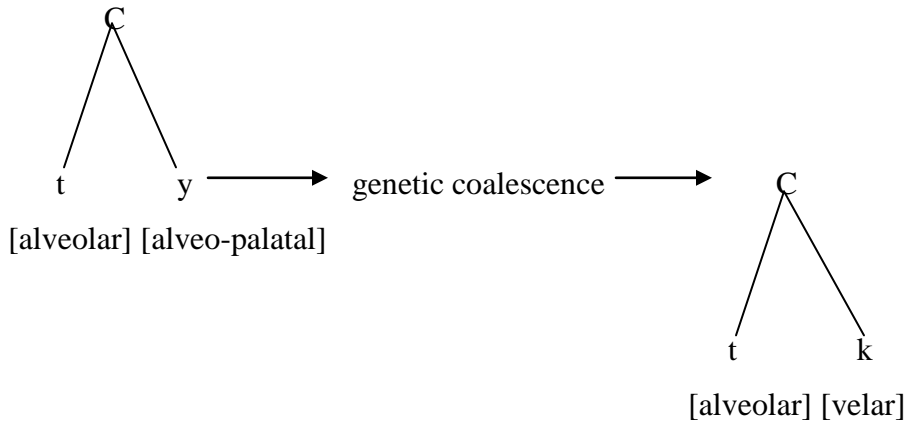 C
t y genetic coalescence C
[alveolar] [alveo-palatal]
t k
[alveolar] [velar]